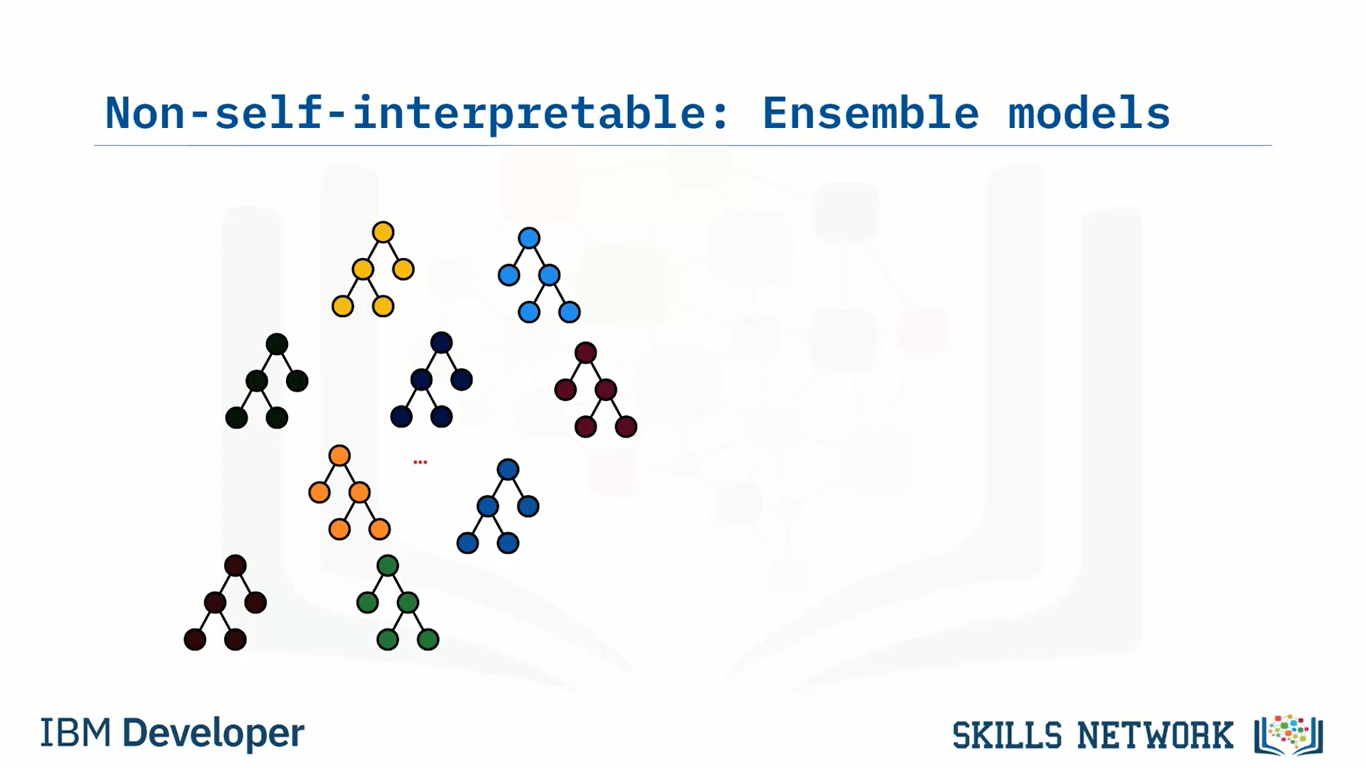 Non-self-interpretable: Ensemble models
...
IBM Developer
SKILLS NETWORK